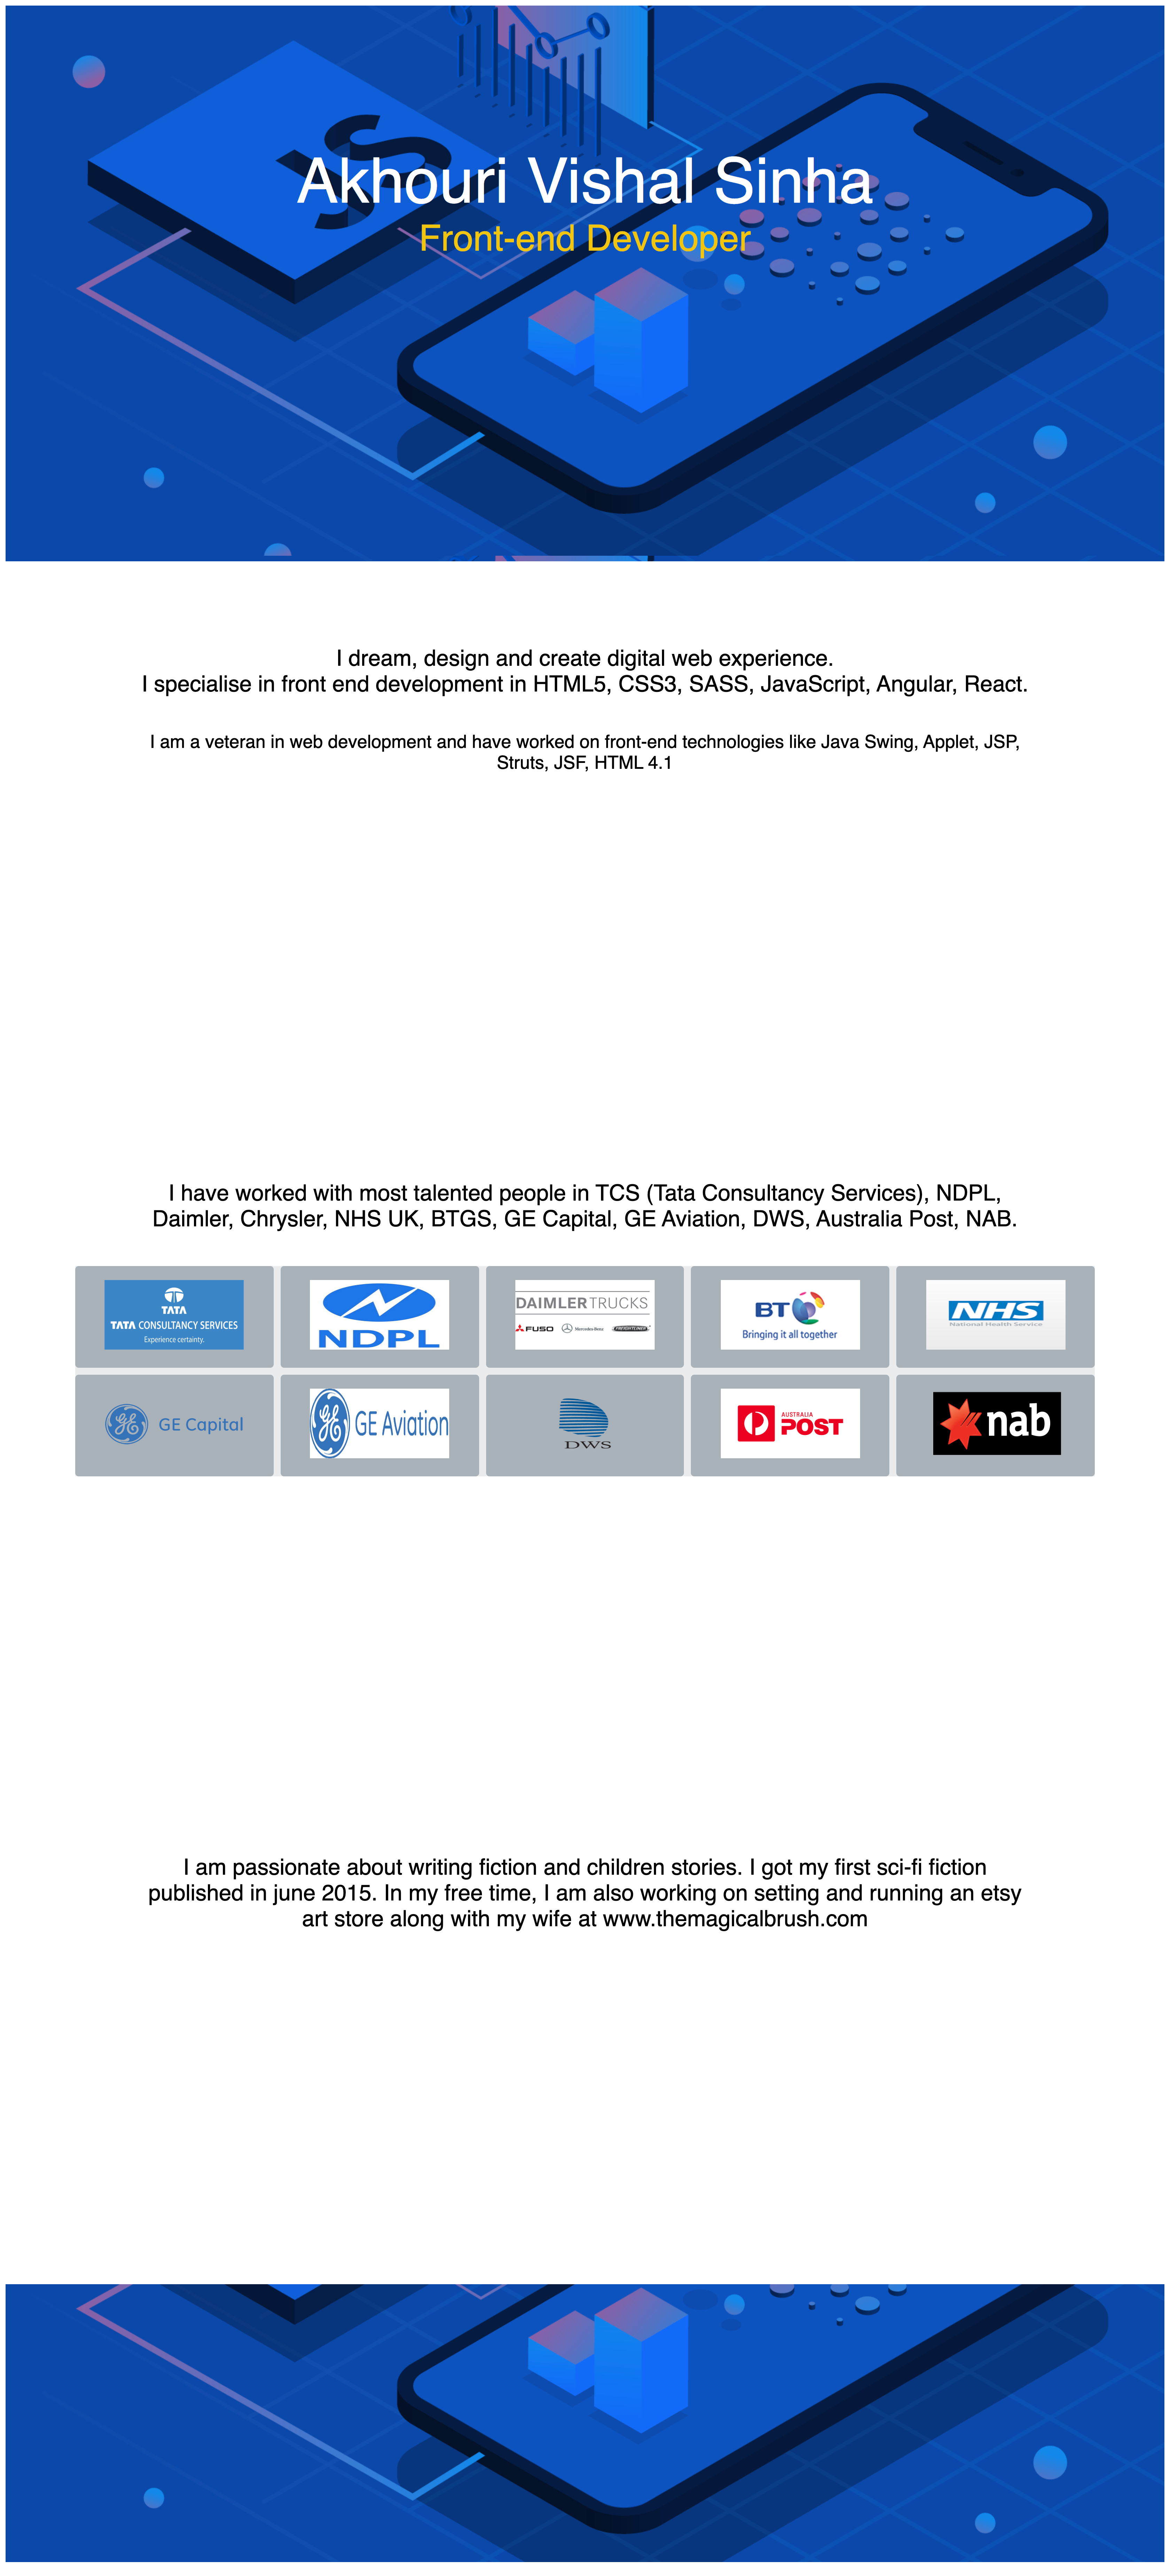 JS
Akhouri Vishal Sinha
Front-end Developer
I dream, design and create digital web experience.
I specialise in front end development in HTML5, CSS3, SASS, JavaScript, Angular, React.
I am a veteran in web development and have worked on front-end technologies like Java Swing, Applet, JSP,
Struts, JSF, HTML 4.1
I have worked with most talented people in TCS (Tata Consultancy Services), NDPL,
Daimler, Chrysler, NHS UK, BTGS, GE Capital, GE Aviation, DWS, Australia Post, NAB.
TATA
TATA CONSULTANCY SERVICES
Experience certainty.
NDPL
DAIMLERTRUCKS
FUSO Mercedes-Benz FREIGHTLINER
BT
Bringing it all together
NHS
National Health Service
GE GE Capital
GE GE Aviation
DWS
AUSTRALIA
POST
nab
I am passionate about writing fiction and children stories. I got my first sci-fi fiction
published in june 2015. In my free time, I am also working on setting and running an etsy
art store along with my wife at www.themagicalbrush.com